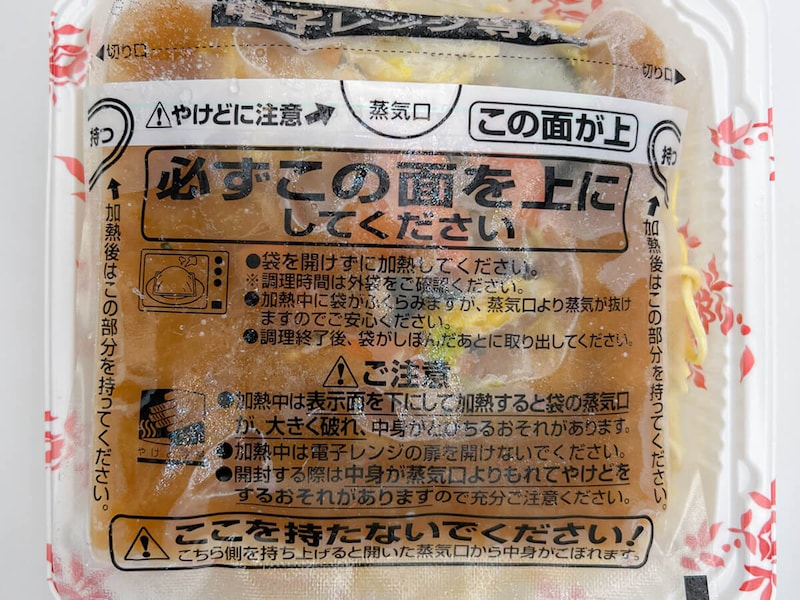 電子レンジ専用
切り口
切り口
⚠やけどに注意➡
蒸気口
この面が上
持つ
持つ
必ずこの面を上に
してください
●袋を開けずに加熱してください。
※調理時間は外袋をご確認ください。
●加熱中に袋がふくらみますが、蒸気口より蒸気が抜け
ますのでご安心ください。
●調理終了後、袋がしぼんだあとに取り出してください。
⚠ご注意
●加熱中は表示面を下にして加熱すると袋の蒸気口
が、大きく破れ、中身がとびちるおそれがあります。
●加熱中は電子レンジの扉を開けないでください。
●開封する際は中身が蒸気口よりもれてやけどを
するおそれがありますので充分ご注意ください。
やけ
↑加熱後はこの部分を持ってください。
↑加熱後はこの部分を持ってください。
⚠ここを持たないでください!
こちら側を持ち上げると開いた蒸気口から中身がこぼれます。